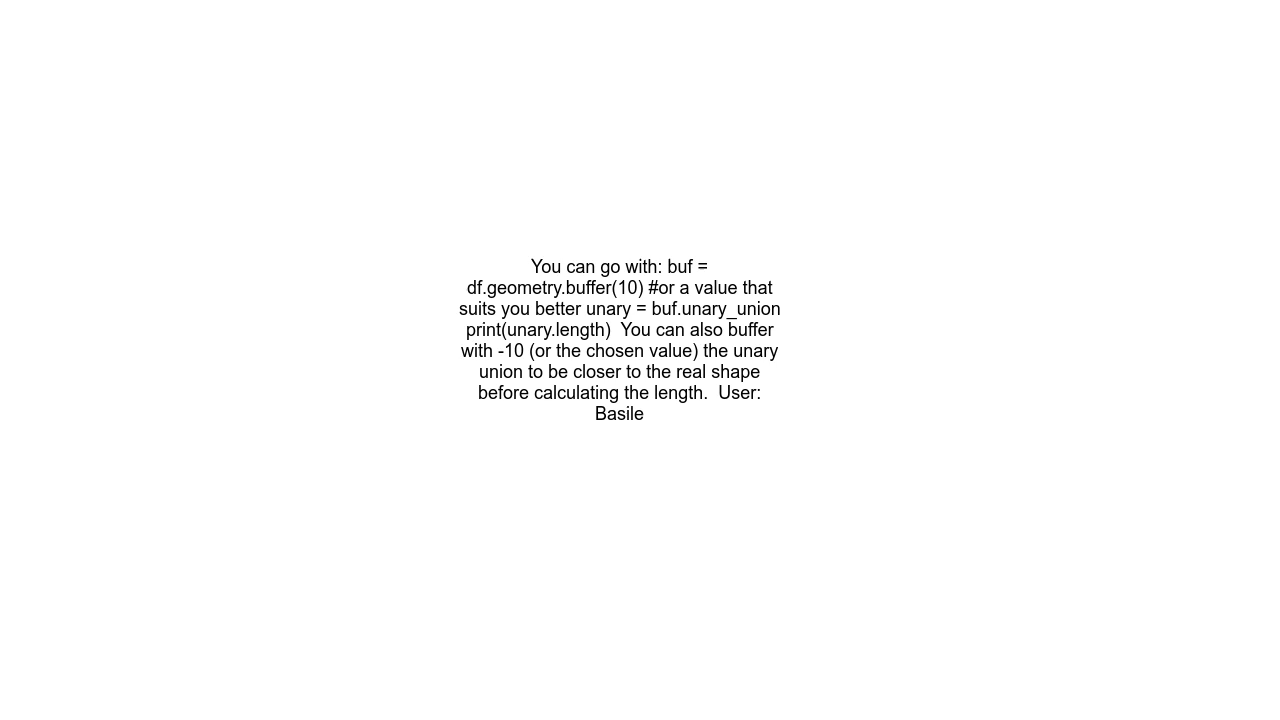 You can go with: buf =
df.geometry.buffer(10) #or a value that
suits you better unary = buf.unary_union
print(unary.length)  You can also buffer
with -10 (or the chosen value) the unary
union to be closer to the real shape
before calculating the length.  User:
Basile